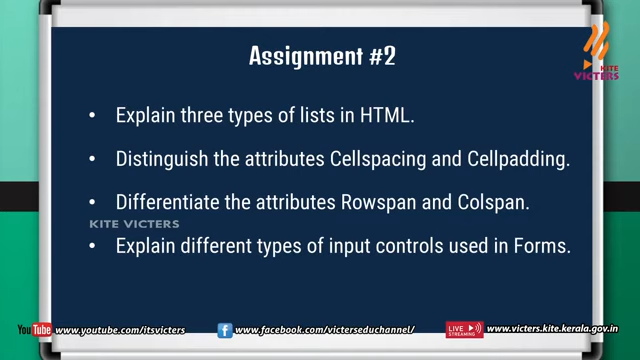 Assignment #2
KITE
VICTERS
• Explain three types of lists in HTML.
• Distinguish the attributes Cellspacing and Cellpadding.
• Differentiate the attributes Rowspan and Colspan.
KITE VICTERS
• Explain different types of input controls used in Forms.
YouTube www.youtube.com/itsvicters f www.facebook.com/victerseduchannel/ LIVE STREAMING www.victers.kite.kerala.gov.in